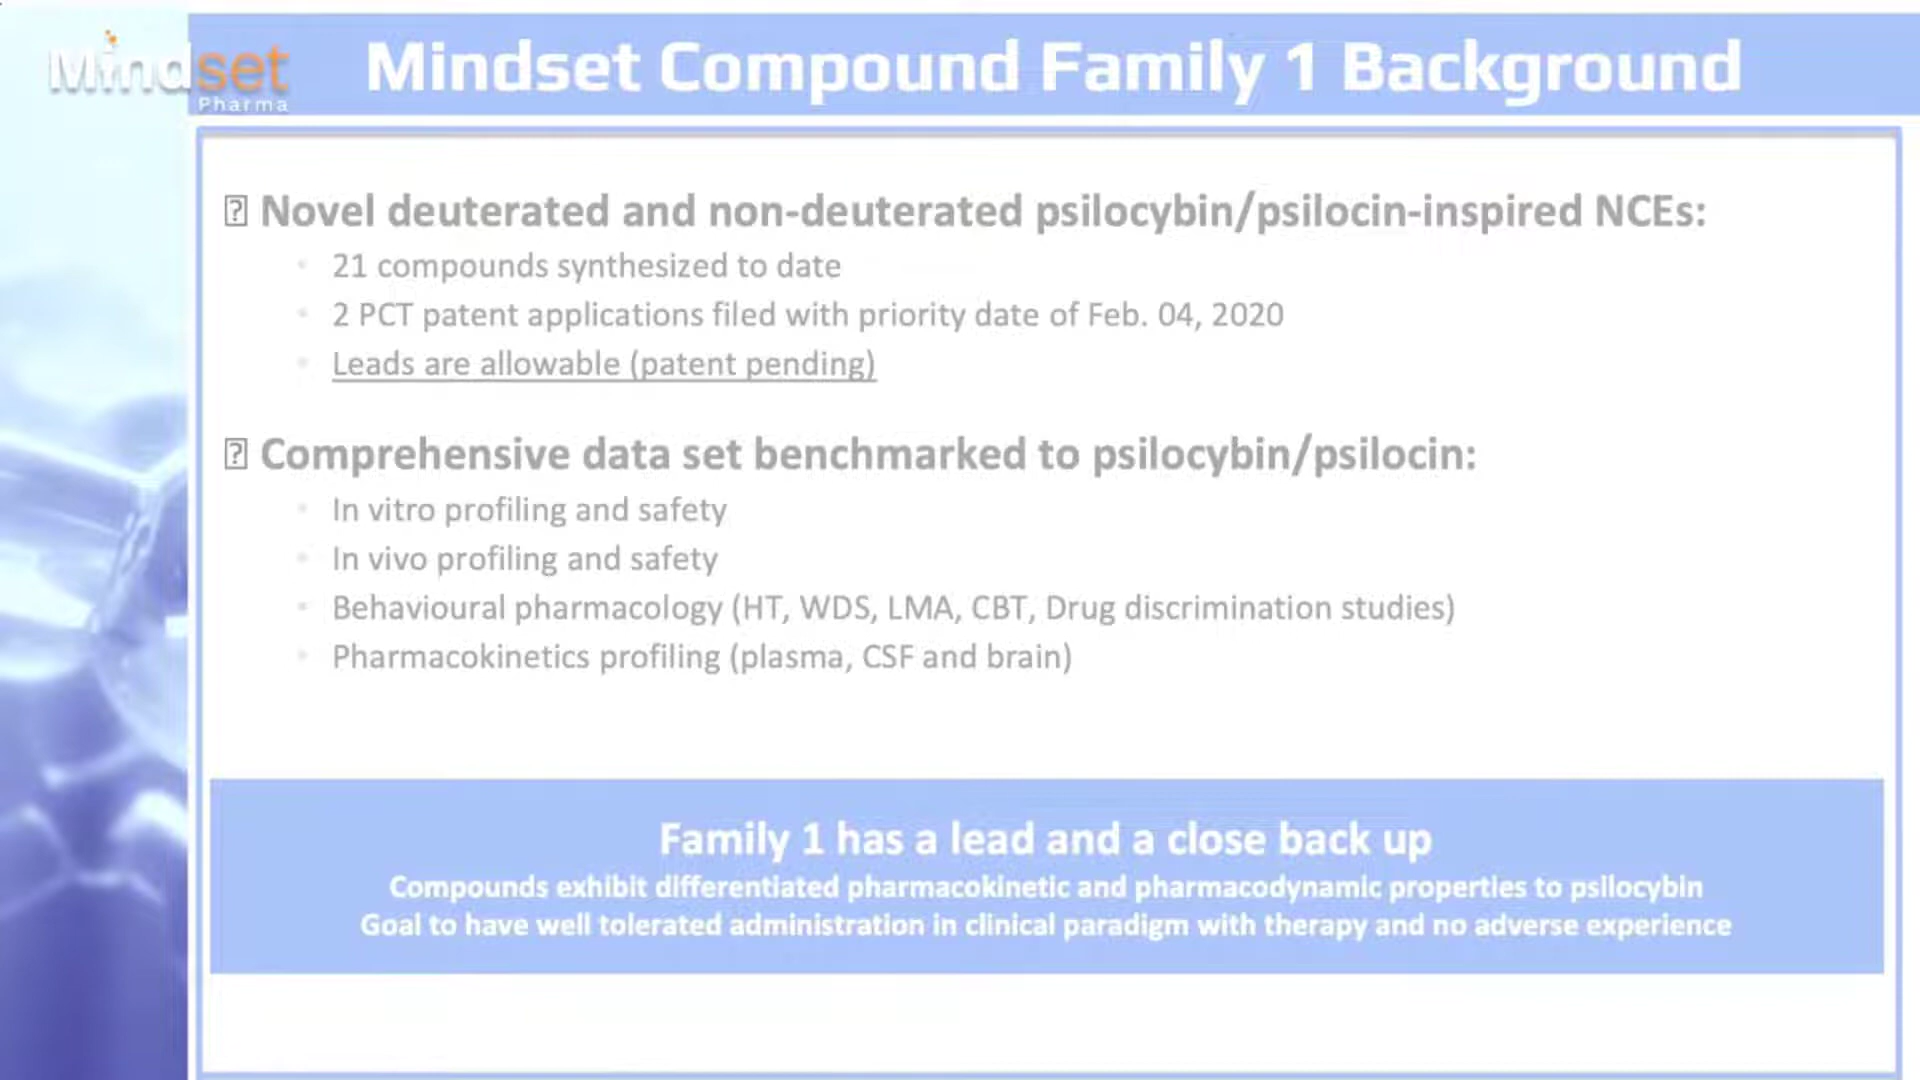 Mindset
Pharma
Mindset Compound Family 1 Background
Novel deuterated and non-deuterated psilocybin/psilocin-inspired NCEs:
• 21 compounds synthesized to date
• 2 PCT patent applications filed with priority date of Feb. 04, 2020
• Leads are allowable (patent pending)
Comprehensive data set benchmarked to psilocybin/psilocin:
• In vitro profiling and safety
• In vivo profiling and safety
• Behavioural pharmacology (HT, WDS, LMA, CBT, Drug discrimination studies)
• Pharmacokinetics profiling (plasma, CSF and brain)
Family 1 has a lead and a close back up
Compounds exhibit differentiated pharmacokinetic and pharmacodynamic properties to psilocybin
Goal to have well tolerated administration in clinical paradigm with therapy and no adverse experience